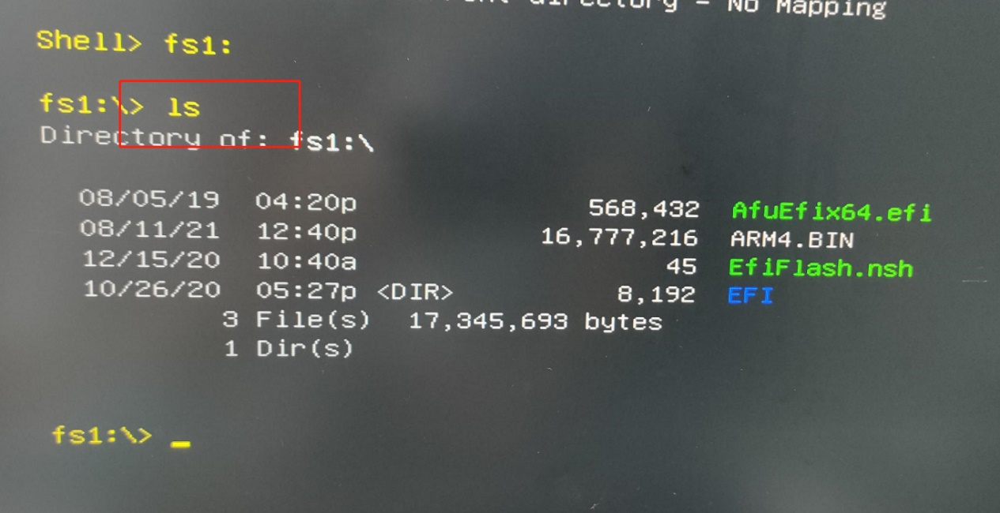 directory - No Mapping
Shell> fs1:
fs1:\> ls
Directory of: fs1:\
08/05/19 04:20p 568,432 AfuEfix64.efi
08/11/21 12:40p 16,777,216 ARM4.BIN
12/15/20 10:40a 45 EfiFlash.nsh
10/26/20 05:27p <DIR> 8,192 EFI
3 File(s) 17,345,693 bytes
1 Dir(s)
fs1:\> _